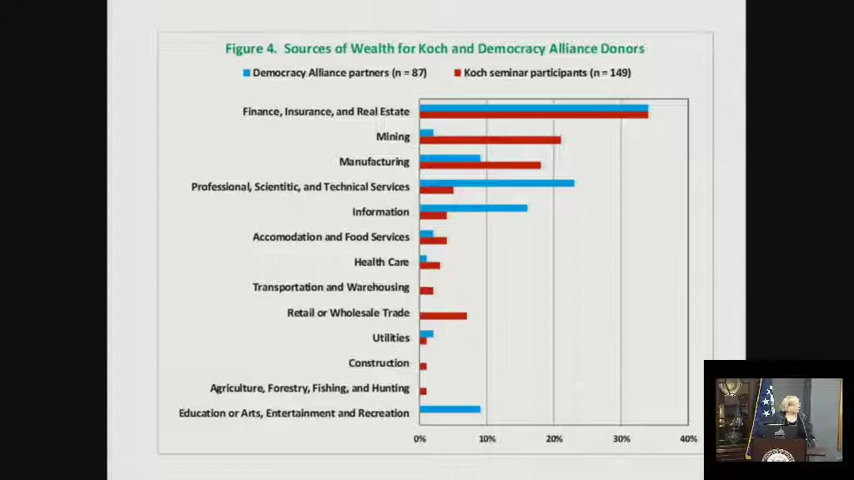 Figure 4. Sources of Wealth for Koch and Democracy Alliance Donors
Democracy Alliance partners (n = 87) Koch seminar participants (n = 149)
Finance, Insurance, and Real Estate
Mining
Manufacturing
Professional, Scientitic, and Technical Services
Information
Accomodation and Food Services
Health Care
Transportation and Warehousing
Retail or Wholesale Trade
Utilities
Construction
Agriculture, Forestry, Fishing, and Hunting
Education or Arts, Entertainment and Recreation
0% 10% 20% 30% 40%